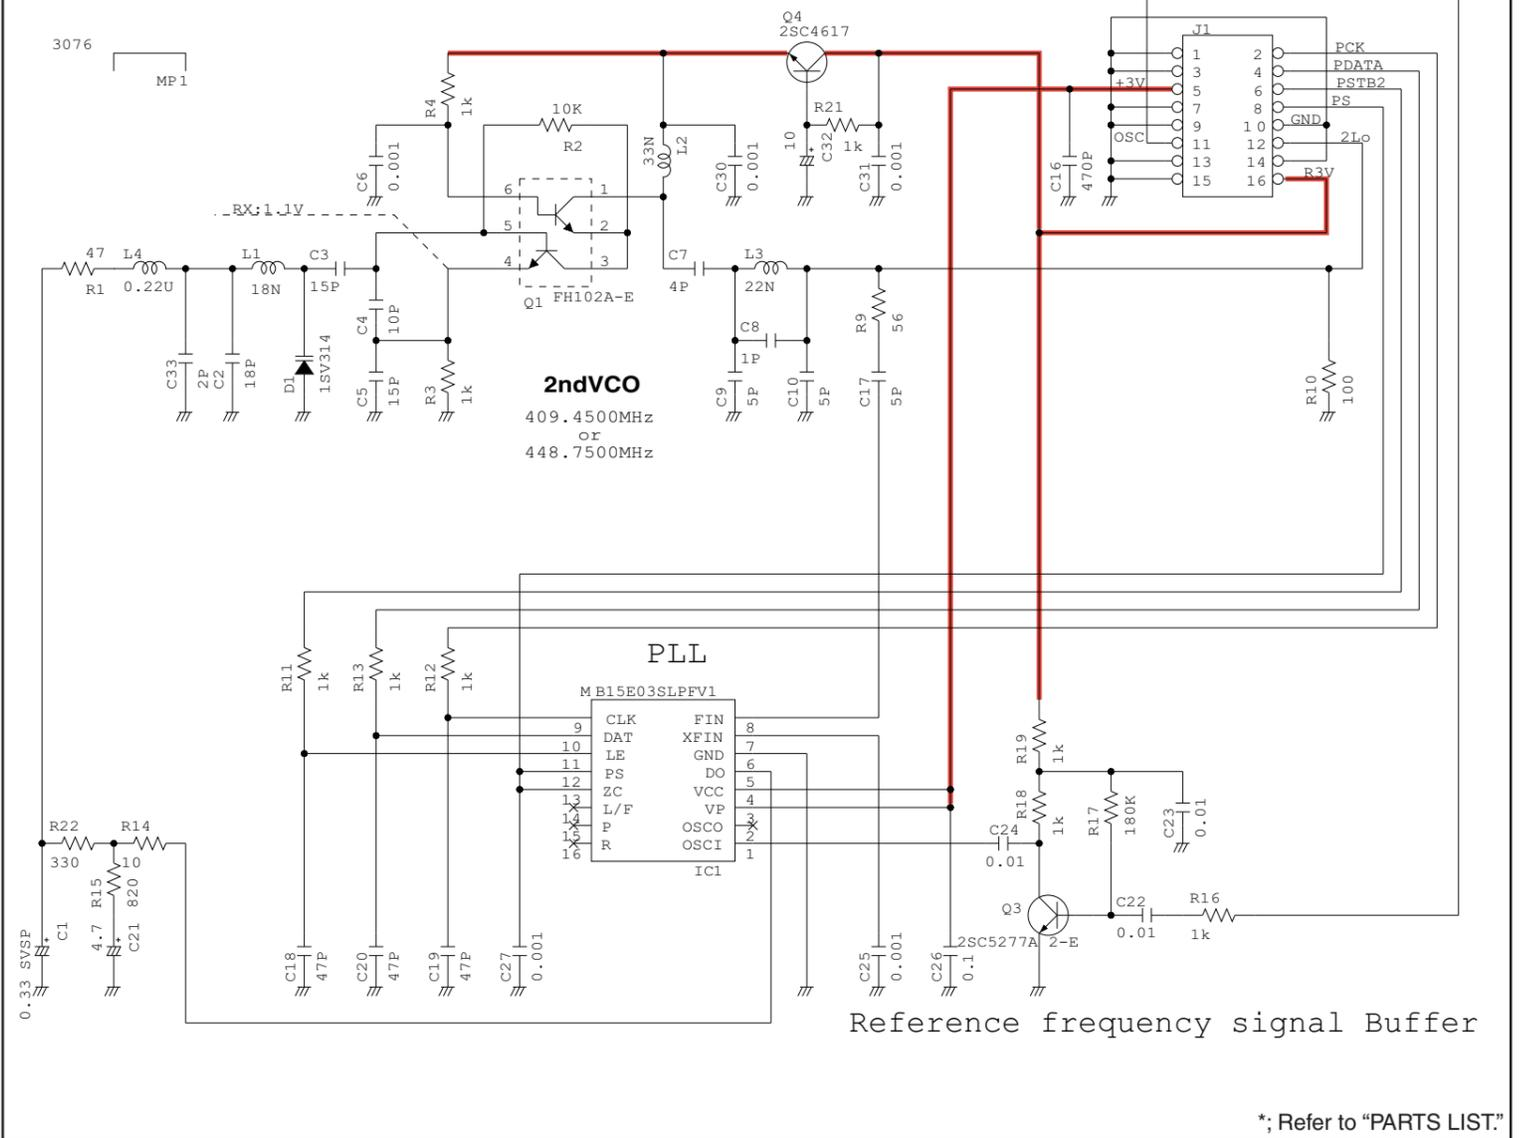 3076
MP1
Q4
2SC4617
J1
1 2 PCK
3 4 PDATA
+3V 5 6 PSTB2
7 8 PS
9 10 GND
OSC 11 12 2Lo
13 14
15 16 R3V
R4
1k
10K
R2
C6
0.001
33N
L2
C30
0.001
10
C32
R21
1k
C31
0.001
C16
470P
RX:1.1V
6 1
5 2
4 3
Q1 FH102A-E
47
R1
L4
0.22U
L1
18N
C3
15P
C4
10P
C7
4P
L3
22N
C8
1P
R9
56
C33
2P
C2
18P
D1
1SV314
C5
15P
R3
1k
C9
5P
C10
5P
C17
5P
R10
100
2ndVCO
409.4500MHz
or
448.7500MHz
PLL
R11
1k
R13
1k
R12
1k
MB15E03SLPFV1
9 CLK FIN 8
10 DAT XFIN 7
11 LE GND 6
12 PS DO 5
13 ZC VCC 4
14 L/F VP 3
15 P OSCO 2
16 R OSCI 1
IC1
R19
1k
R18
1k
R17
180K
C23
0.01
C24
0.01
R22
330
R14
10
R15
820
C1
0.33 SVSP
4.7
C21
Q3
2SC5277A 2-E
C22
0.01
R16
1k
C18
47P
C20
47P
C19
47P
C27
0.001
C25
0.001
C26
0.1
Reference frequency signal Buffer
*; Refer to “PARTS LIST.”